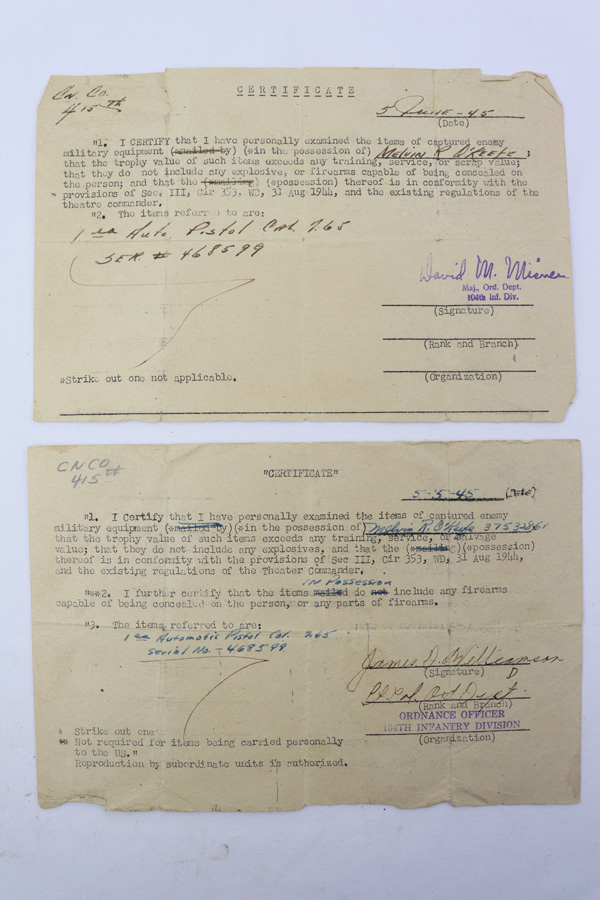 Cn. Co.
415th
CERTIFICATE
5 June - 45
(Date)
"1. I CERTIFY that I have personally examined the items of captured enemy
military equipment (*mailed by) (*in the possession of) Melvin R. O'Keefe;
that the trophy value of such items exceeds any training, service, or scrap value;
that they do not include any explosive, or firearms capable of being concealed on
the person; and that the (*mailing) (*possession) thereof is in conformity with the
provisions of Sec, III, Cir 353, WD, 31 Aug 1944, and the existing regulations of the
theatre commander.
"2. The items referred to are:
1 ea Auto. Pistol Cal. 7.65
SER. # 468599
David M. Misner
Maj., Ord. Dept.
104th Inf. Div.
(Signature)
(Rank and Branch)
*Strike out one not applicable.
(Organization)
CN CO
415th
"CERTIFICATE"
5-5-45 (Date)
"1. I Certify that I have personally examined the items of captured enemy
military equipment (*mailed by)(*in the possession of) Melvin R. O'Keefe 37532861
that the trophy value of such items exceeds any training, service, or salvage
value; that they do not include any explosives, and that the (*mailing)(*possession)
thereof is in conformity with the provisions of Sec III, Cir 353, WD, 31 Aug 1944,
and the existing regulations of the Theater Commander.
IN POSSESSION
"**2. I further certify that the items mailed do not include any firearms
capable of being concealed on the person, or any parts of firearms.
"3. The items referred to are:
1 ea Automatic Pistol Cal. 7.65
Serial No. - 468599
James D. Williamson
(Signature) D
Lt. Col. Ord Dept.
(Rank and Branch)
ORDNANCE OFFICER
104TH INFANTRY DIVISION
(Organization)
* Strike out one
** Not required for items being carried personally
to the US."
Reproduction by subordinate units is authorized.